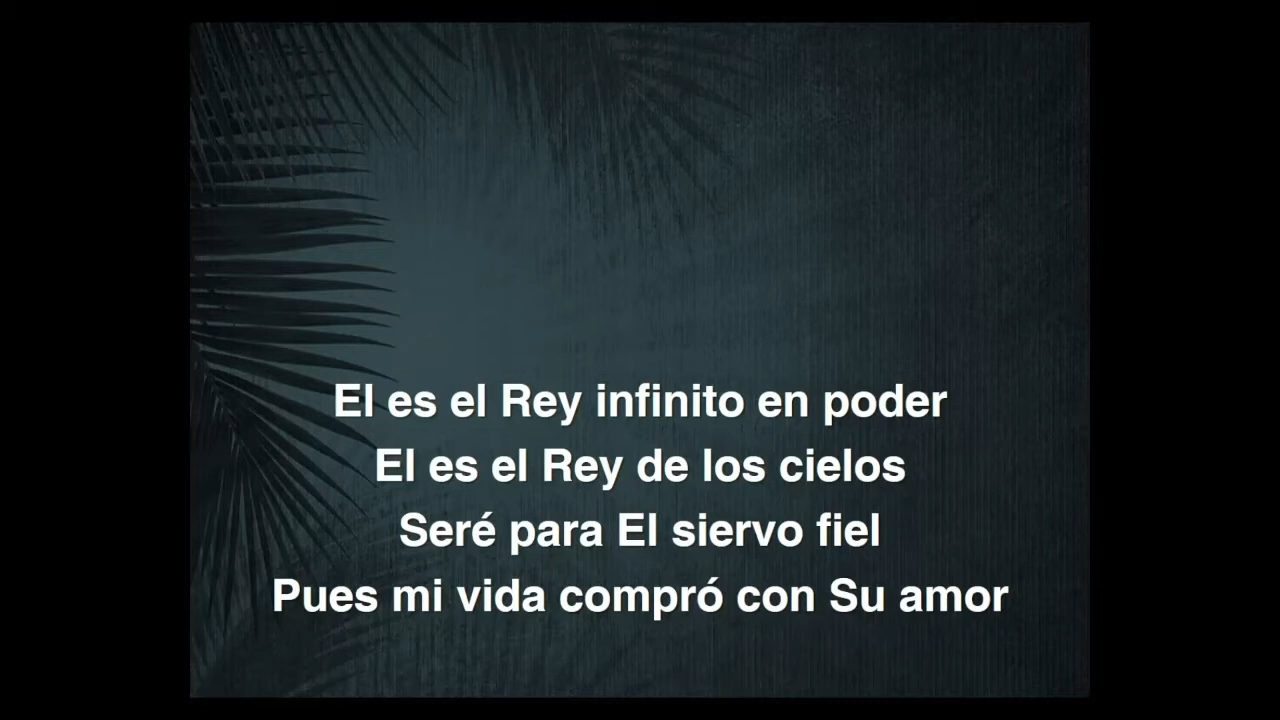 El es el Rey infinito en poder
El es el Rey de los cielos
Seré para El siervo fiel
Pues mi vida compró con Su amor